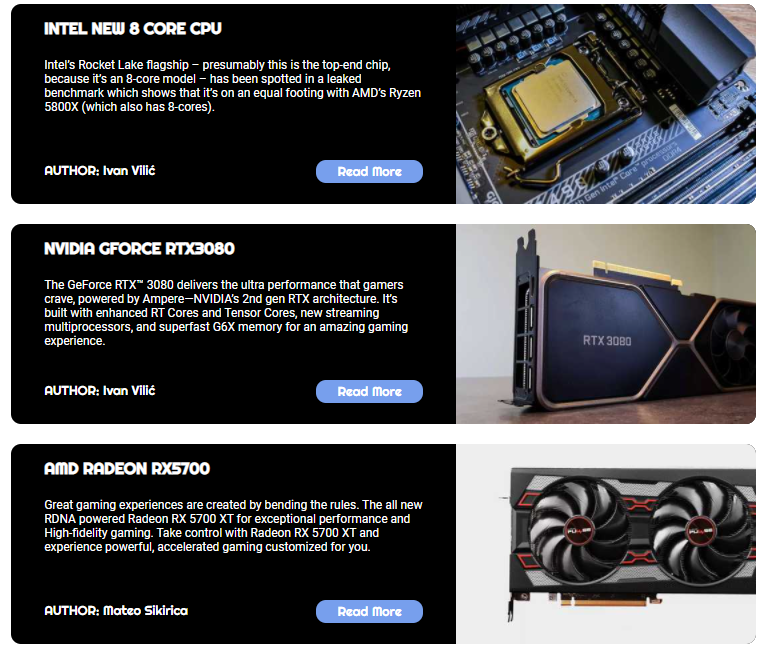 INTEL NEW 8 CORE CPU
Intel's Rocket Lake flagship – presumably this is the top-end chip,
because it's an 8-core model – has been spotted in a leaked
benchmark which shows that it's on an equal footing with AMD's Ryzen
5800X (which also has 8-cores).
AUTHOR: Ivan Vilić
Read More
NVIDIA GFORCE RTX3080
The GeForce RTX™ 3080 delivers the ultra performance that gamers
crave, powered by Ampere—NVIDIA's 2nd gen RTX architecture. It's
built with enhanced RT Cores and Tensor Cores, new streaming
multiprocessors, and superfast G6X memory for an amazing gaming
experience.
AUTHOR: Ivan Vilić
Read More
RTX 3080
AMD RADEON RX5700
Great gaming experiences are created by bending the rules. The all new
RDNA powered Radeon RX 5700 XT for exceptional performance and
High-fidelity gaming. Take control with Radeon RX 5700 XT and
experience powerful, accelerated gaming customized for you.
AUTHOR: Mateo Sikirica
Read More